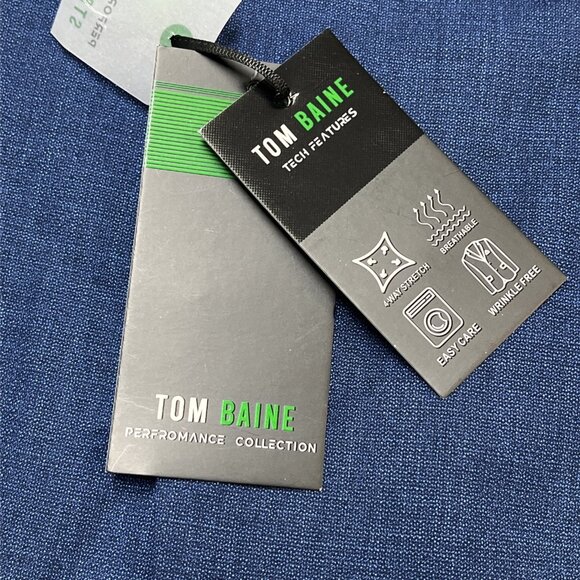 TOM BAINE
TECH FEATURES
4-WAY STRETCH
BREATHABLE
EASY CARE
WRINKLE FREE
TOM BAINE
PERFROMANCE COLLECTION